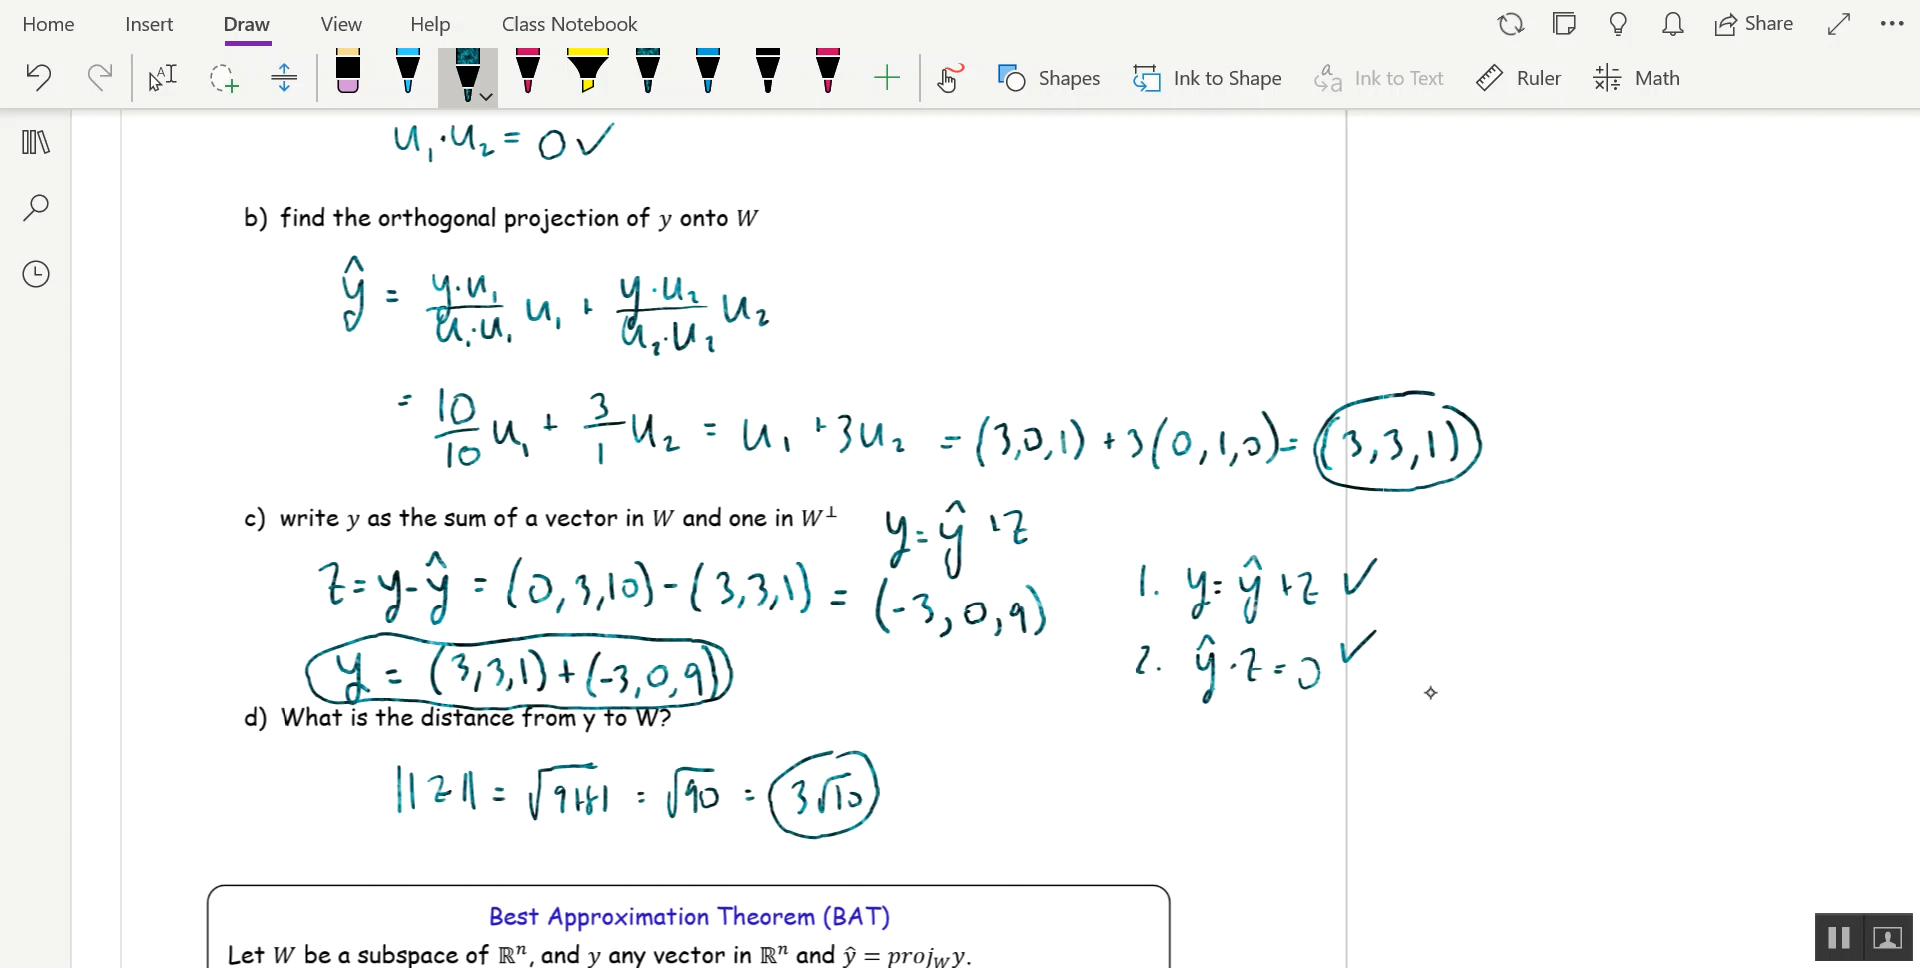 Home Insert Draw View Help Class Notebook Share
Shapes Ink to Shape Ink to Text Ruler Math
u₁·u₂ = 0 ✓
b) find the orthogonal projection of y onto W
ŷ = (y·u₁)/(u₁·u₁) u₁ + (y·u₂)/(u₂·u₂) u₂
= 10/10 u₁ + 3/1 u₂ = u₁ + 3u₂ = (3,0,1) + 3(0,1,0) = (3,3,1)
c) write y as the sum of a vector in W and one in W⊥ y = ŷ + z
z = y - ŷ = (0,3,10) - (3,3,1) = (-3,0,9)
1. y = ŷ + z ✓
2. ŷ·z = 0 ✓
y = (3,3,1) + (-3,0,9)
d) What is the distance from y to W?
||z|| = √9+81 = √90 = 3√10
Best Approximation Theorem (BAT)
Let W be a subspace of ℝⁿ, and y any vector in ℝⁿ and ŷ = proj_W y.